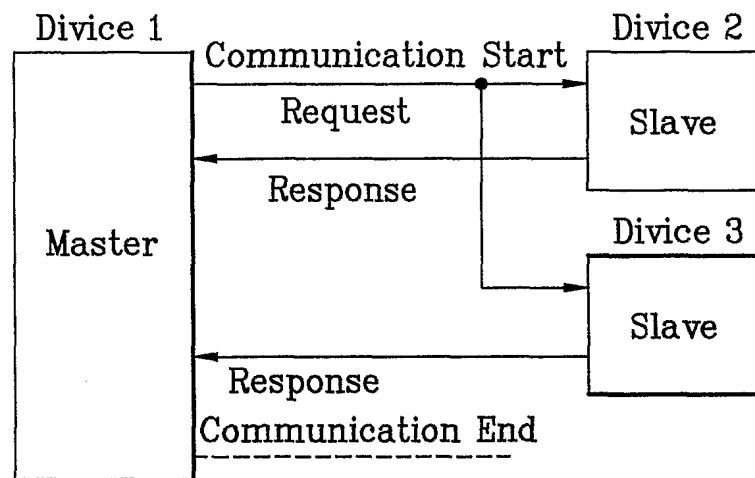 Divice 1
Divice 2
Communication Start
Request
Slave
Response
Master
Divice 3
Slave
Response
Communication End